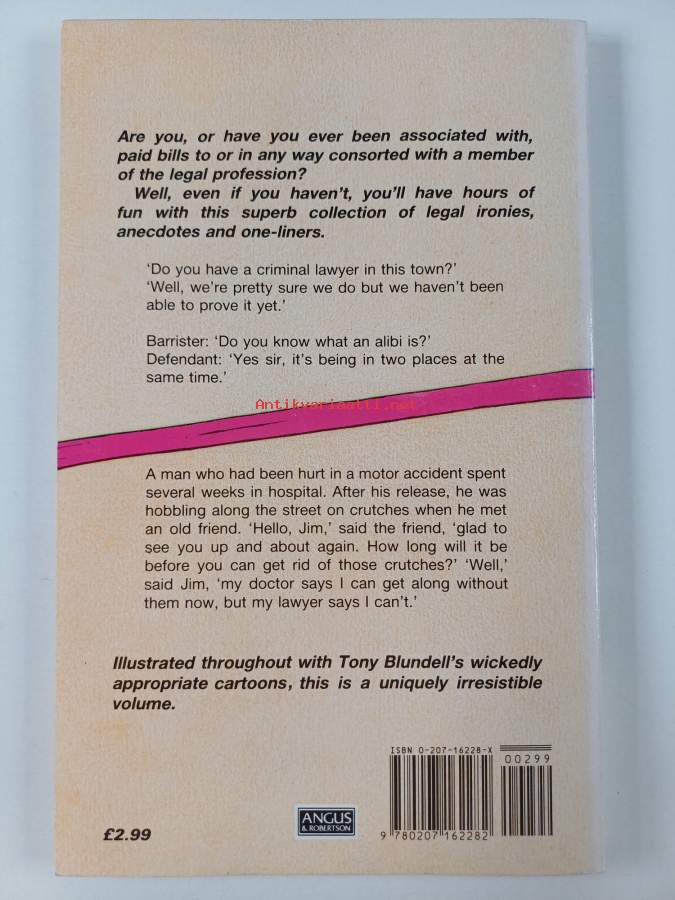 Are you, or have you ever been associated with,
paid bills to or in any way consorted with a member
of the legal profession?
Well, even if you haven't, you'll have hours of
fun with this superb collection of legal ironies,
anecdotes and one-liners.
‘Do you have a criminal lawyer in this town?’
‘Well, we're pretty sure we do but we haven't been
able to prove it yet.’
Barrister: ‘Do you know what an alibi is?’
Defendant: ‘Yes sir, it's being in two places at the
same time.’
Antikvariaatti.net
A man who had been hurt in a motor accident spent
several weeks in hospital. After his release, he was
hobbling along the street on crutches when he met
an old friend. ‘Hello, Jim,’ said the friend, ‘glad to
see you up and about again. How long will it be
before you can get rid of those crutches?’ ‘Well,’
said Jim, ‘my doctor says I can get along without
them now, but my lawyer says I can't.’
Illustrated throughout with Tony Blundell's wickedly
appropriate cartoons, this is a uniquely irresistible
volume.
ISBN 0-207-16228-X
00299
ANGUS
& ROBERTSON
£2.99
9 780207 162282